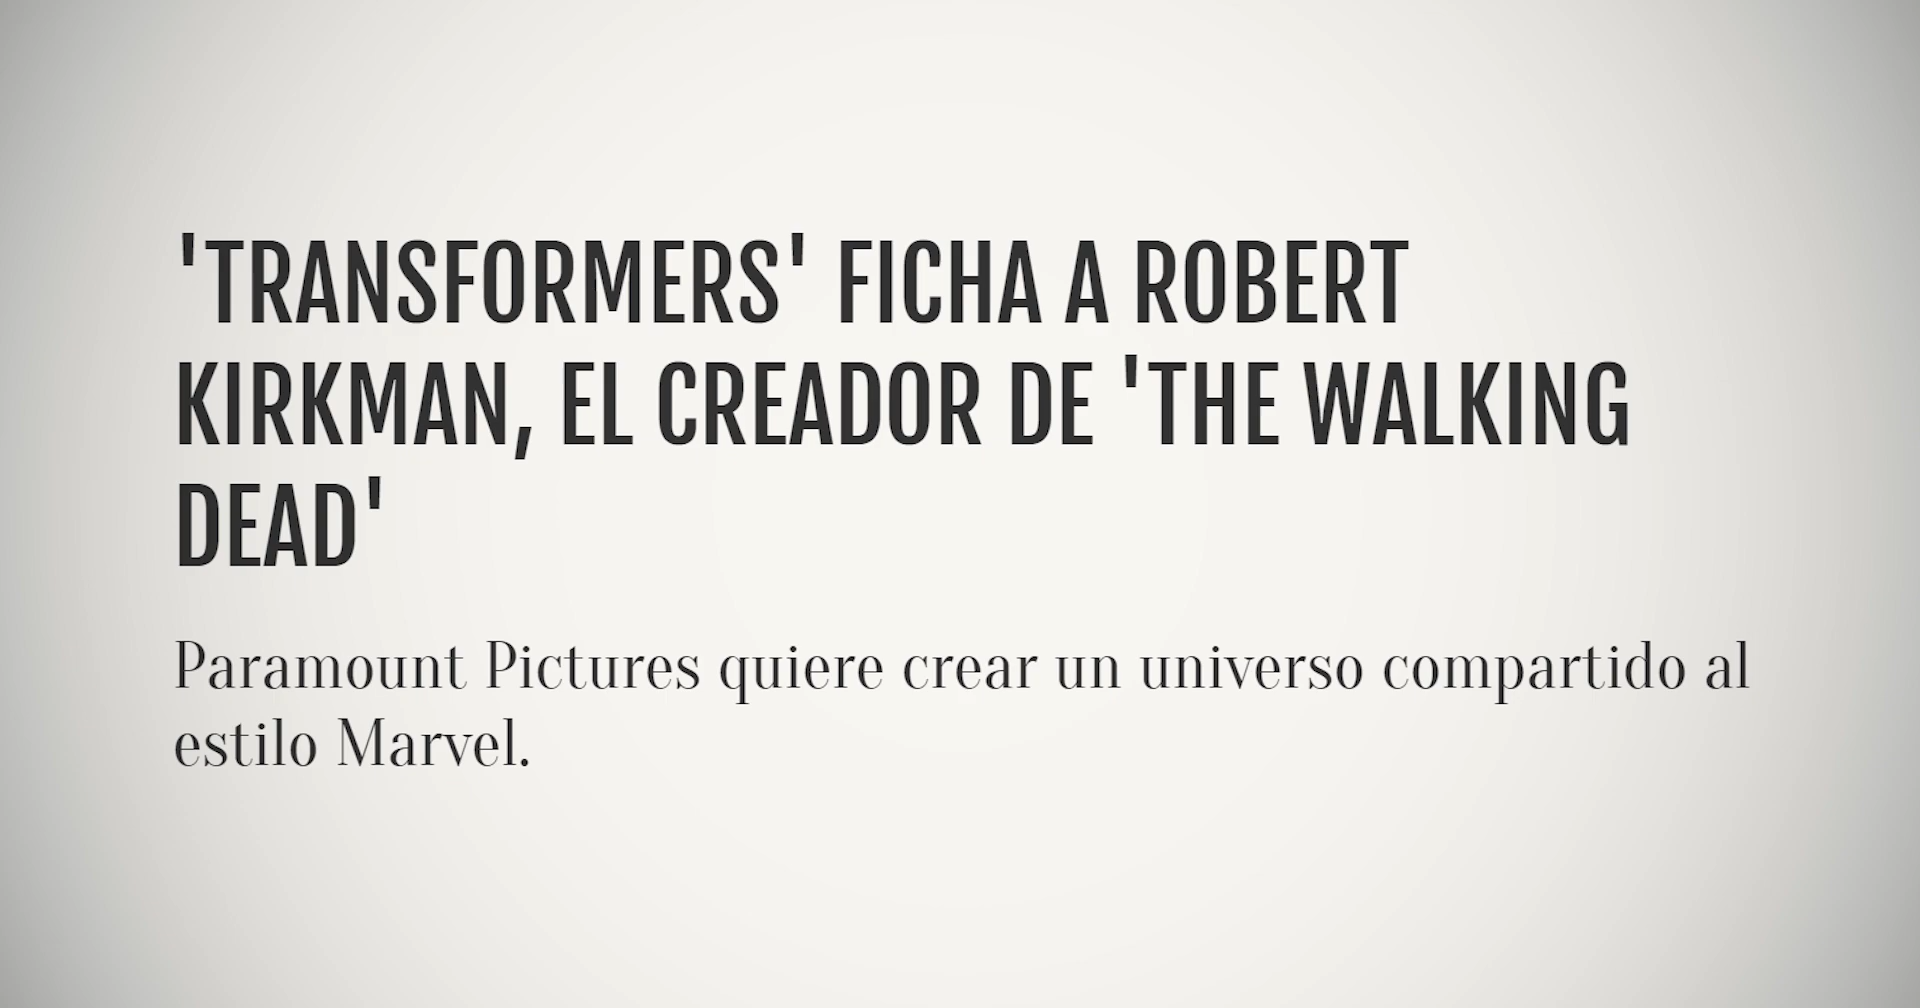 'TRANSFORMERS' FICHA A ROBERT
KIRKMAN, EL CREADOR DE 'THE WALKING
DEAD'
Paramount Pictures quiere crear un universo compartido al
estilo Marvel.